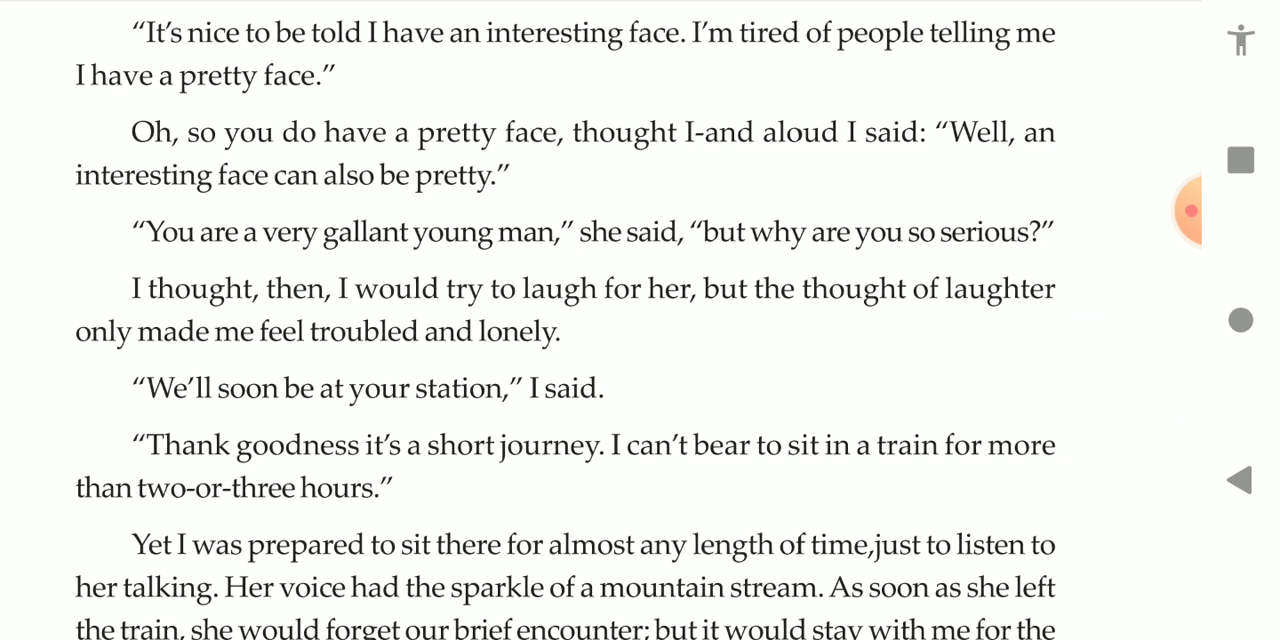 “It’s nice to be told I have an interesting face. I’m tired of people telling me
I have a pretty face.”
Oh, so you do have a pretty face, thought I-and aloud I said: “Well, an
interesting face can also be pretty.”
“You are a very gallant young man,” she said, “but why are you so serious?”
I thought, then, I would try to laugh for her, but the thought of laughter
only made me feel troubled and lonely.
“We’ll soon be at your station,” I said.
“Thank goodness it’s a short journey. I can’t bear to sit in a train for more
than two-or-three hours.”
Yet I was prepared to sit there for almost any length of time,just to listen to
her talking. Her voice had the sparkle of a mountain stream. As soon as she left
the train, she would forget our brief encounter; but it would stay with me for the